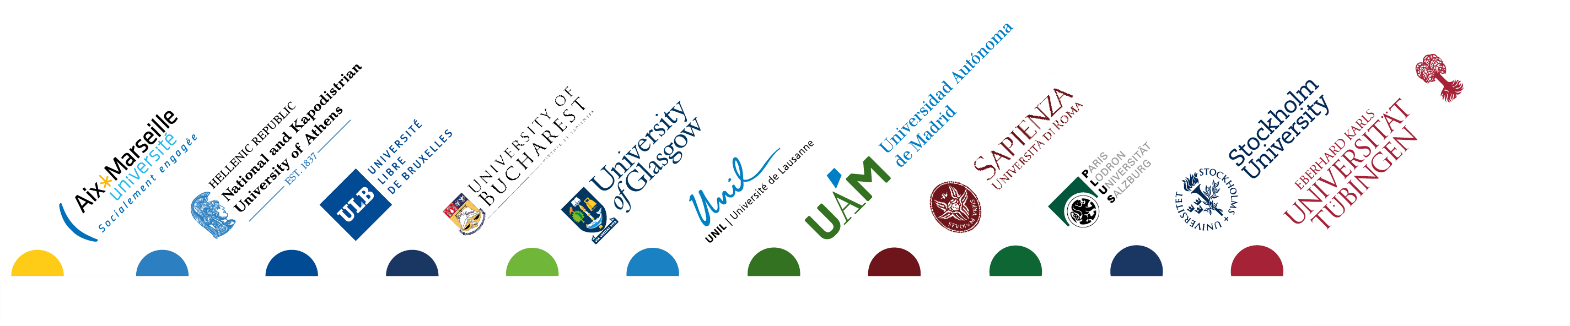 Aix*Marseille
université
Socialement engagée
HELLENIC REPUBLIC
National and Kapodistrian
University of Athens
EST. 1837
ULB
UNIVERSITÉ
LIBRE
DE BRUXELLES
UNIVERSITY OF
BUCHAREST
University
of Glasgow
Unil
UNIL | Université de Lausanne
UAM
Universidad Autónoma
de Madrid
SAPIENZA
UNIVERSITÀ DI ROMA
PARIS
LODRON
UNIVERSITÄT
SALZBURG
STOCKHOLMS UNIVERSITET
Stockholm
University
EBERHARD KARLS
UNIVERSITÄT
TÜBINGEN